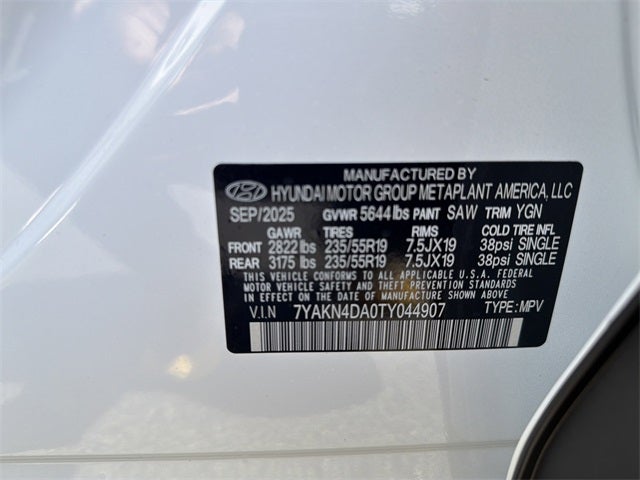 MANUFACTURED BY
HYUNDAI MOTOR GROUP METAPLANT AMERICA, LLC
SEP/2025 GVWR 5644 lbs PAINT SAW TRIM YGN
GAWR TIRES RIMS COLD TIRE INFL
FRONT 2822 lbs 235/55R19 7.5JX19 38psi SINGLE
REAR 3175 lbs 235/55R19 7.5JX19 38psi SINGLE
THIS VEHICLE CONFORMS TO ALL APPLICABLE U.S.A. FEDERAL
MOTOR VEHICLE SAFETY AND THEFT PREVENTION STANDARDS
IN EFFECT ON THE DATE OF MANUFACTURE SHOWN ABOVE.
V.I.N 7YAKN4DA0TY044907 TYPE: MPV